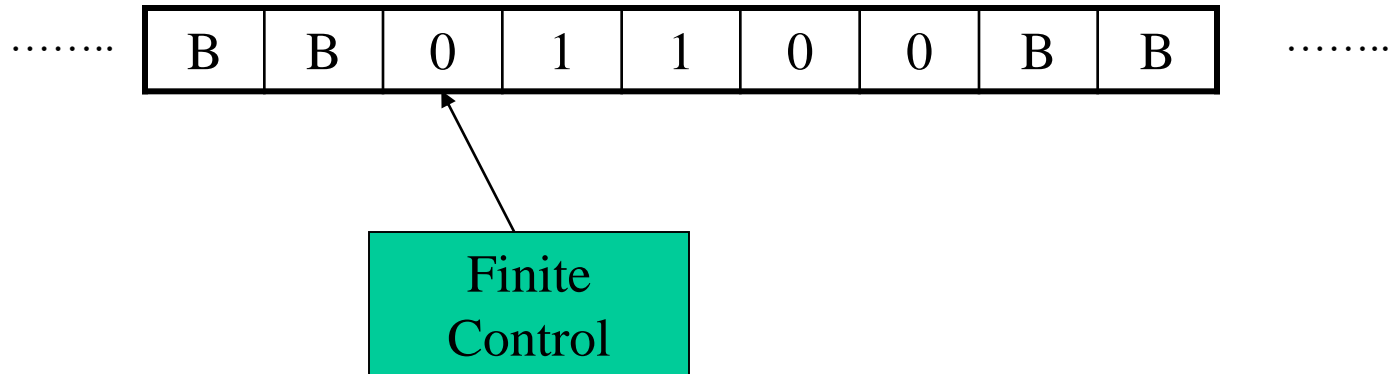 …….. B B 0 1 1 0 0 B B ……..
Finite
Control